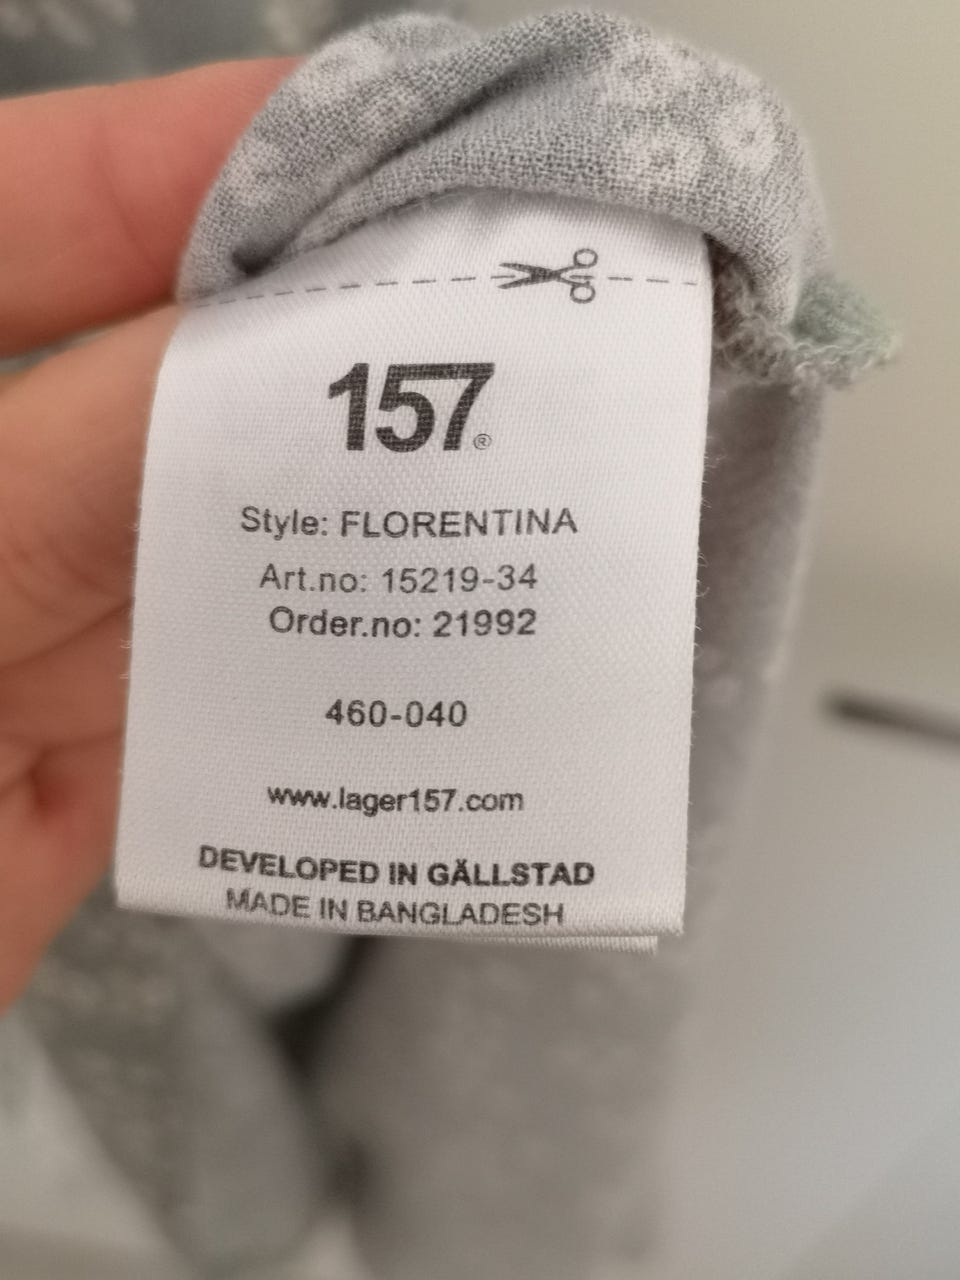 157®
Style: FLORENTINA
Art.no: 15219-34
Order.no: 21992
460-040
www.lager157.com
DEVELOPED IN GÄLLSTAD
MADE IN BANGLADESH